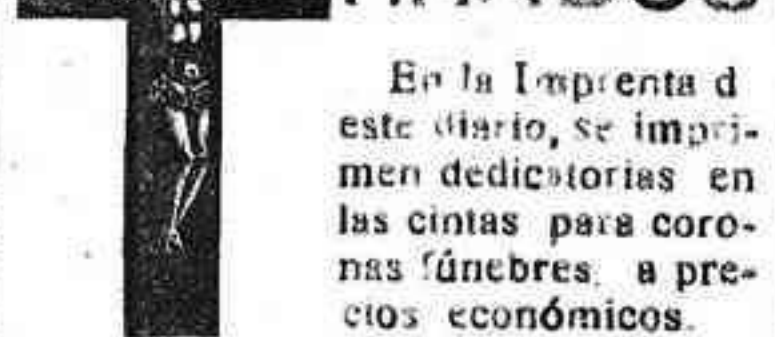 En la Imprenta d
este diario, se impri-
men dedicatorias en
las cintas para coro-
nas fúnebres, a pre-
cios económicos.